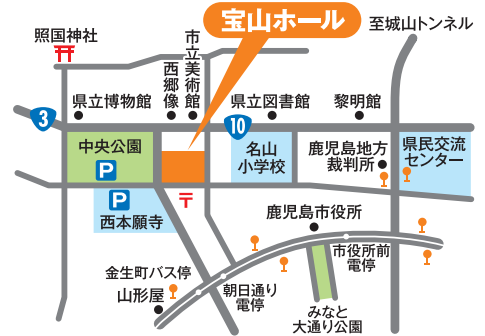 宝山ホール
至城山トンネル
照国神社
市立美術館
西郷像
県立博物館
県立図書館
黎明館
3
10
中央公園
P
名山
小学校
鹿児島地方
裁判所
県民交流
センター
P
西本願寺
鹿児島市役所
市役所前
電停
金生町バス停
山形屋
朝日通り
電停
みなと
大通り公園